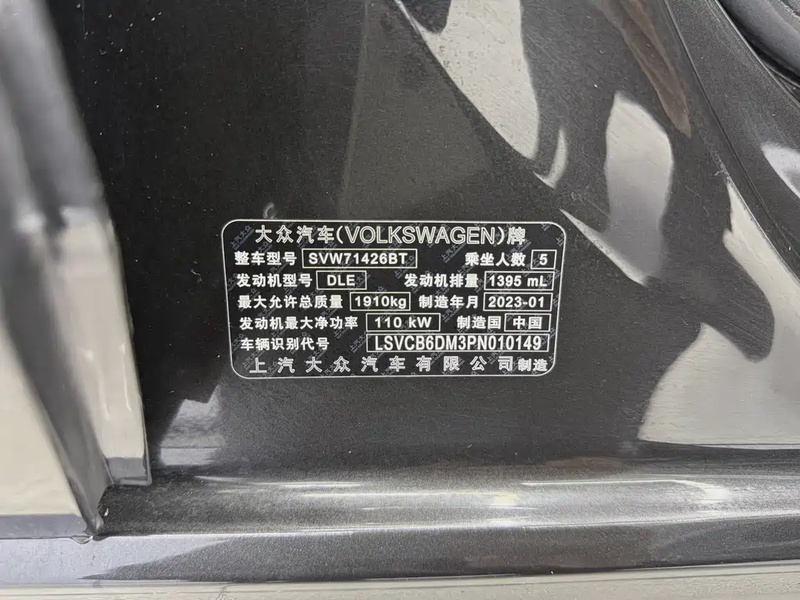 大众汽车(VOLKSWAGEN)牌
整车型号 SVW71426BT 乘坐人数 5
发动机型号 DLE 发动机排量 1395 mL
最大允许总质量 1910kg 制造年月 2023-01
发动机最大净功率 110 kW 制造国 中国
车辆识别代号 LSVCB6DM3PN010149
上汽大众汽车有限公司制造